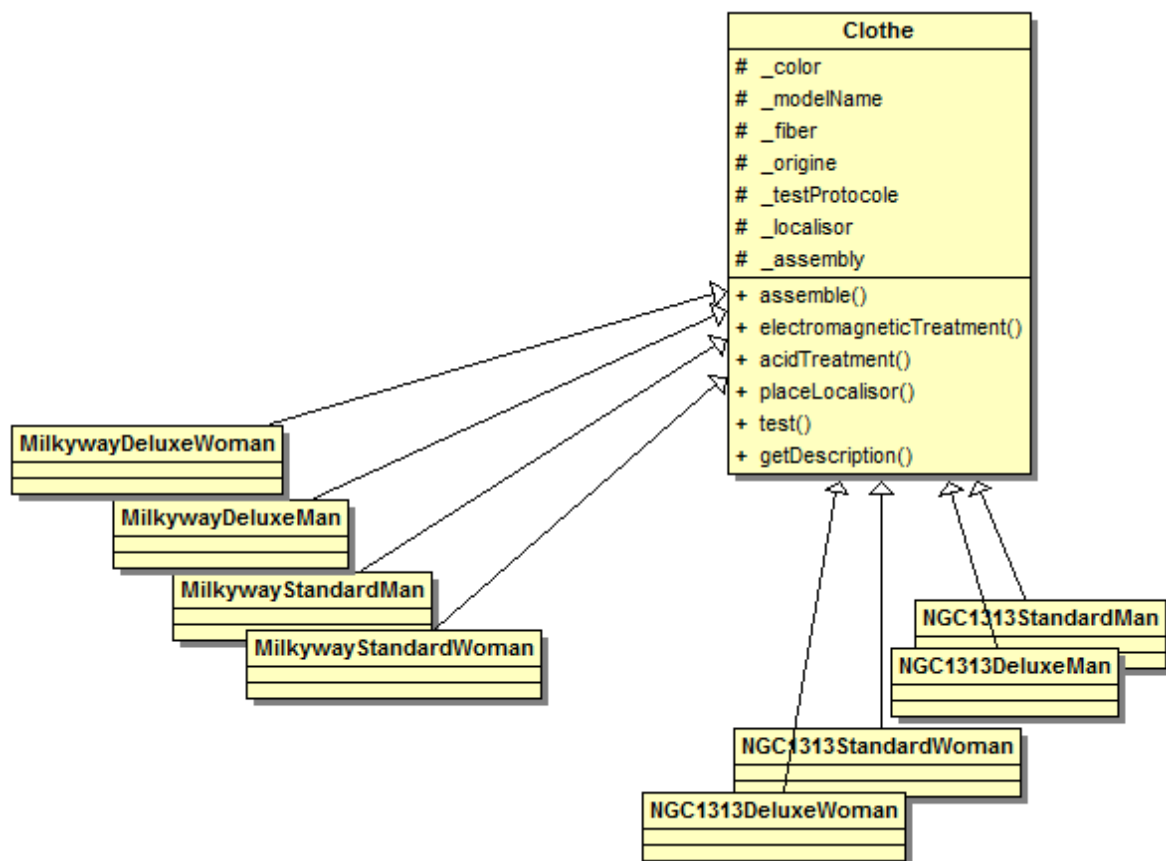 Clothe
# _color
# _modelName
# _fiber
# _origine
# _testProtocole
# _localisor
# _assembly
+ assemble()
+ electromagneticTreatment()
+ acidTreatment()
+ placeLocalisor()
+ test()
+ getDescription()
MilkywayDeluxeWoman
MilkywayDeluxeMan
MilkywayStandardMan
MilkywayStandardWoman
NGC1313StandardMan
NGC1313DeluxeMan
NGC1313StandardWoman
NGC1313DeluxeWoman